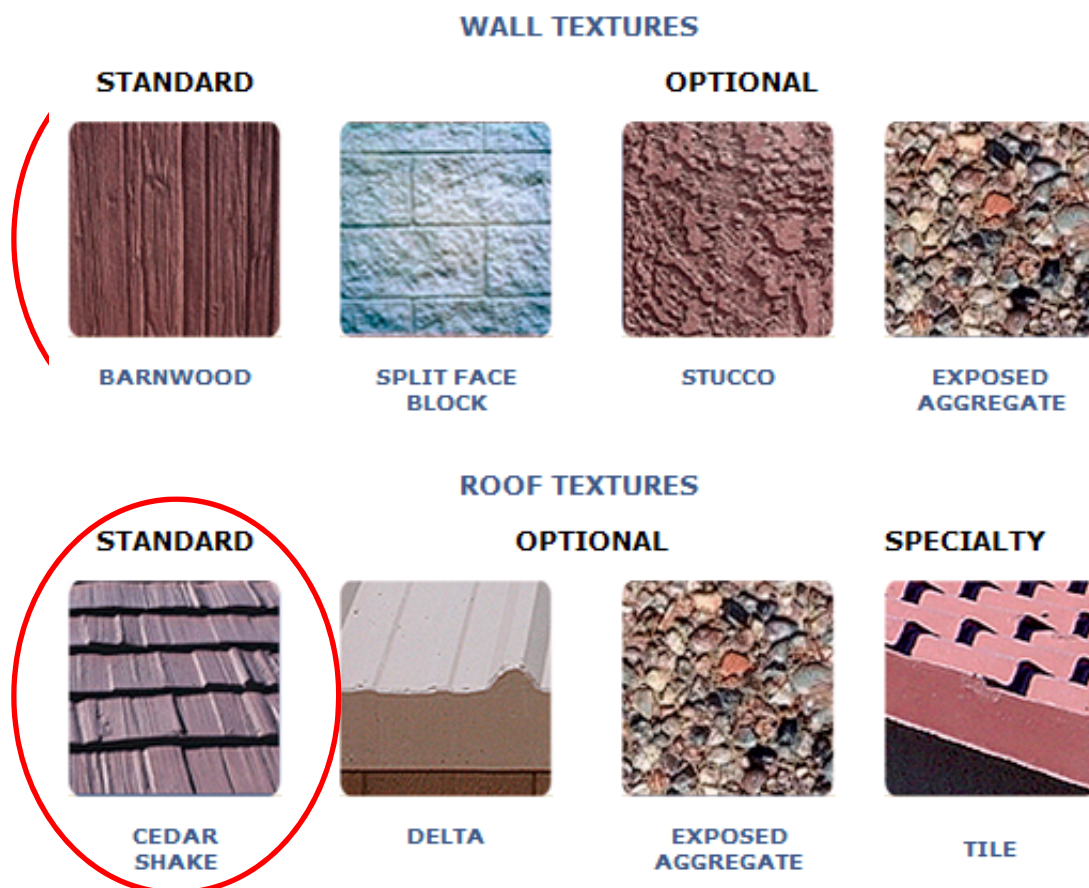 WALL TEXTURES
STANDARD
OPTIONAL
BARNWOOD
SPLIT FACE
BLOCK
STUCCO
EXPOSED
AGGREGATE
ROOF TEXTURES
STANDARD
OPTIONAL
SPECIALTY
CEDAR
SHAKE
DELTA
EXPOSED
AGGREGATE
TILE